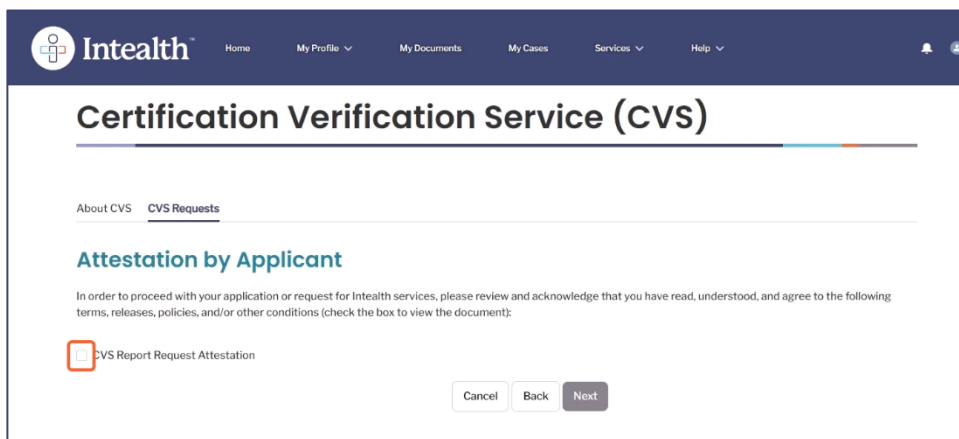 Intealth™ Home My Profile My Documents My Cases Services Help
Certification Verification Service (CVS)
About CVS CVS Requests
Attestation by Applicant
In order to proceed with your application or request for Intealth services, please review and acknowledge that you have read, understood, and agree to the following
terms, releases, policies, and/or other conditions (check the box to view the document):
CVS Report Request Attestation
Cancel Back Next